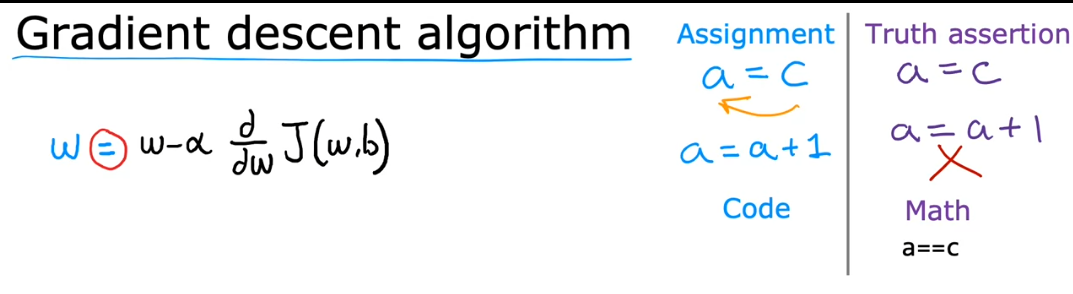 Gradient descent algorithm
w = w-α d/dw J(w,b)
Assignment
a = c
a = a+1
Code
Truth assertion
a = c
a = a+1
Math
a==c